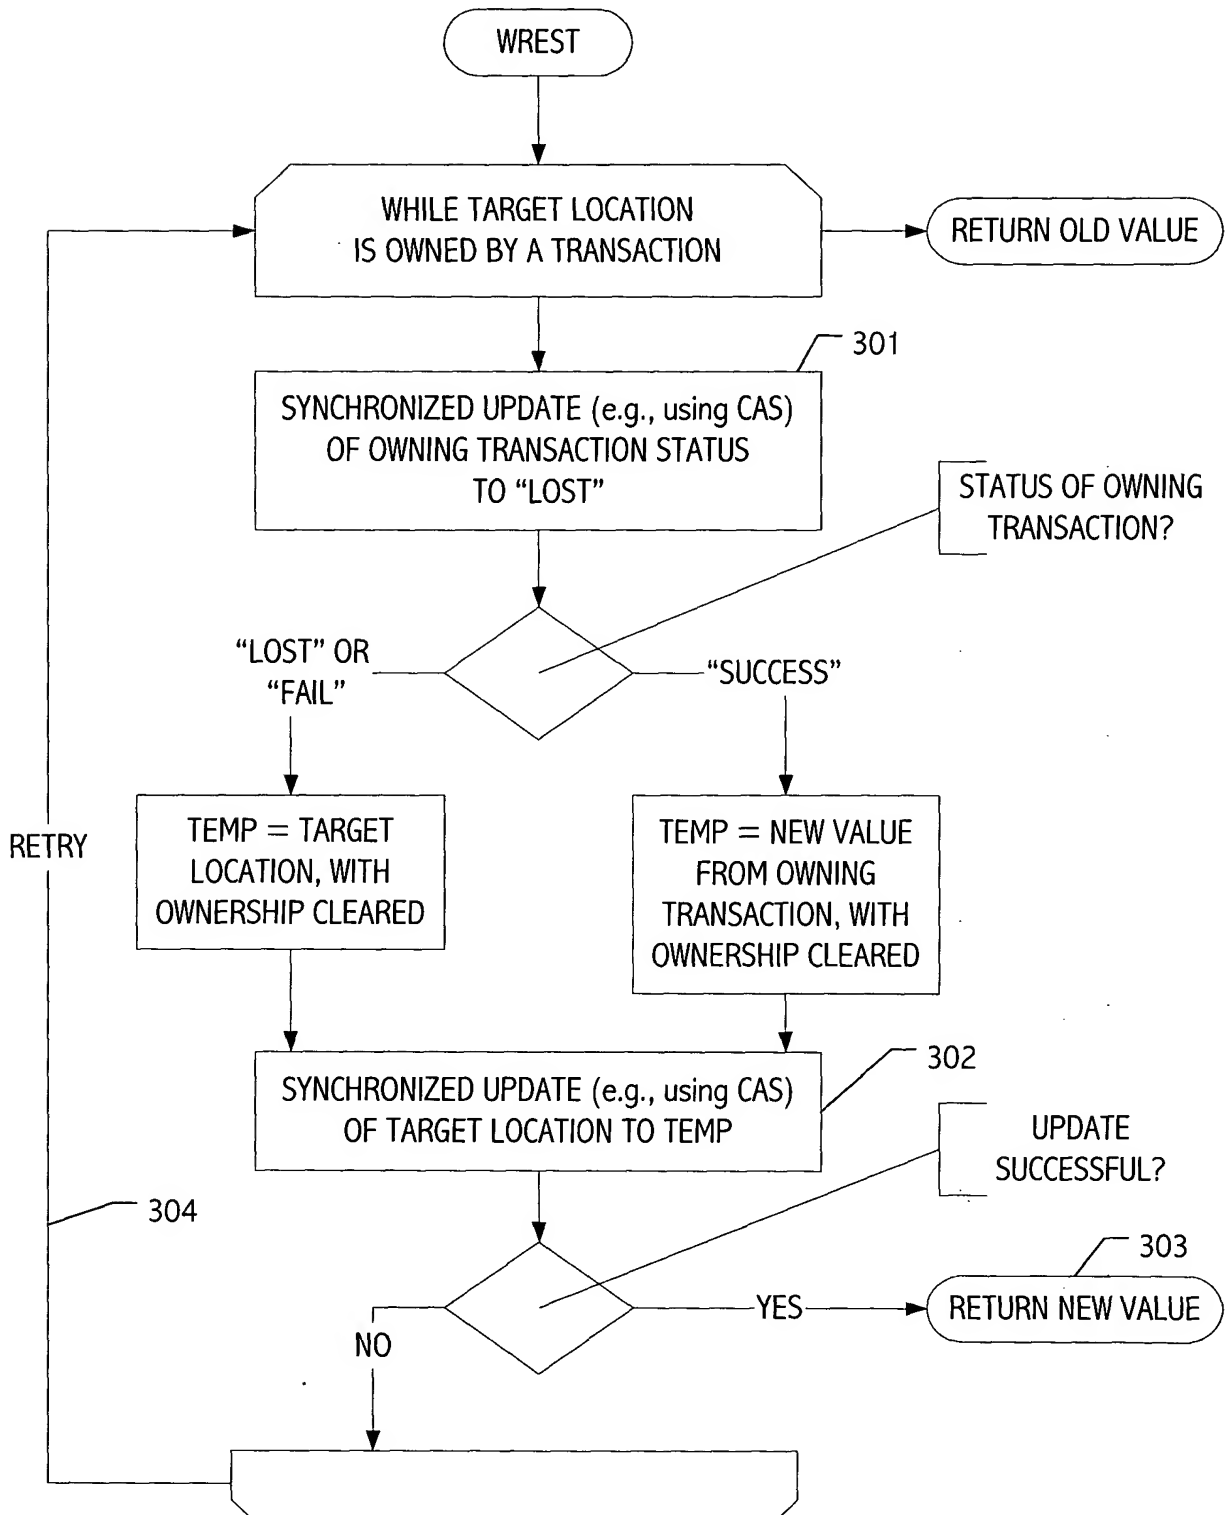 WREST
WHILE TARGET LOCATION
IS OWNED BY A TRANSACTION
RETURN OLD VALUE
301
SYNCHRONIZED UPDATE (e.g., using CAS)
OF OWNING TRANSACTION STATUS
TO “LOST”
STATUS OF OWNING
TRANSACTION?
“LOST” OR
“FAIL”
“SUCCESS”
RETRY
TEMP = TARGET
LOCATION, WITH
OWNERSHIP CLEARED
TEMP = NEW VALUE
FROM OWNING
TRANSACTION, WITH
OWNERSHIP CLEARED
302
SYNCHRONIZED UPDATE (e.g., using CAS)
OF TARGET LOCATION TO TEMP
UPDATE
SUCCESSFUL?
304
303
YES
RETURN NEW VALUE
NO